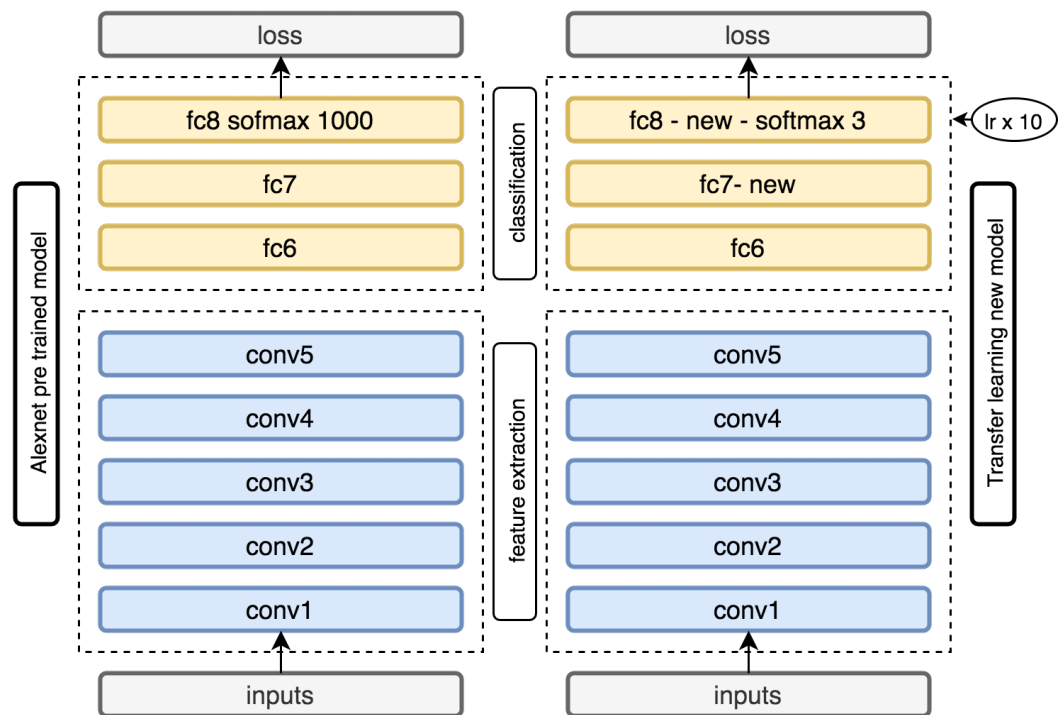 loss
loss
fc8 sofmax 1000
fc8 - new - softmax 3
lr x 10
fc7
fc7- new
fc6
fc6
classification
Alexnet pre trained model
Transfer learning new model
conv5
conv5
conv4
conv4
conv3
conv3
feature extraction
conv2
conv2
conv1
conv1
inputs
inputs